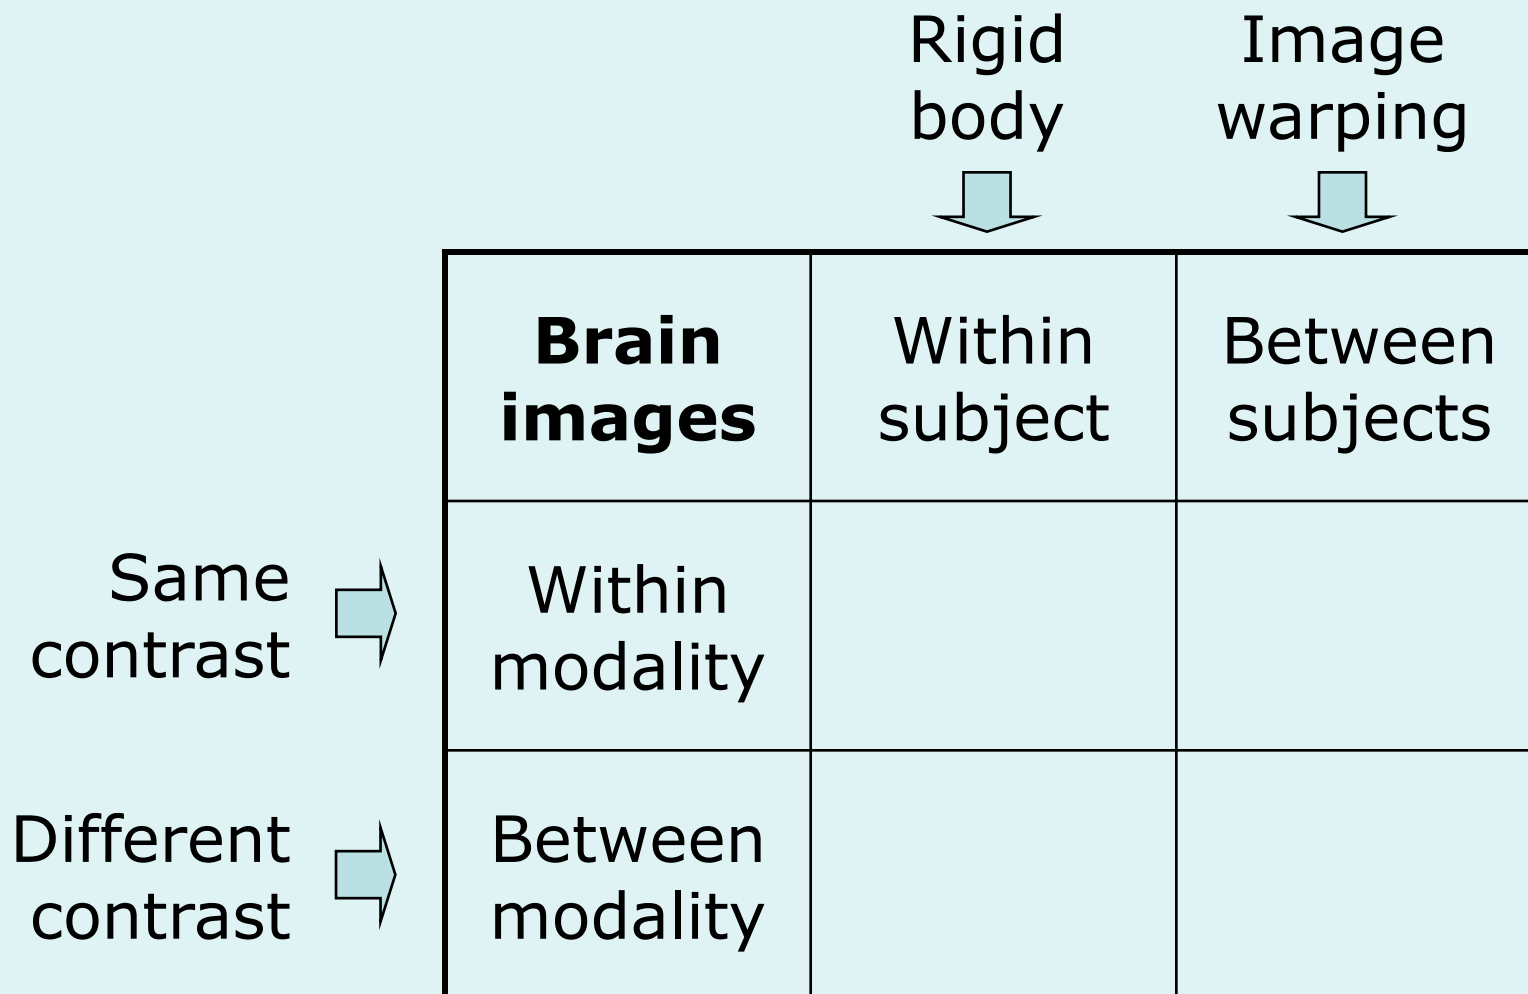 Rigid
body
Image
warping
Brain
images
Within
subject
Between
subjects
Same
contrast
Within
modality
Different
contrast
Between
modality